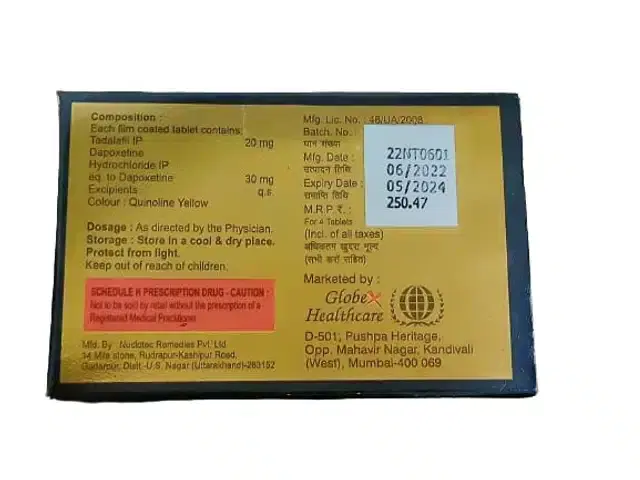 Composition :
Each film coated tablet contains:
Tadalafil IP 20 mg
Dapoxetine
Hydrochloride IP
eq. to Dapoxetine 30 mg
Excipients q.s.
Colour : Quinoline Yellow
Dosage : As directed by the Physician.
Storage : Store in a cool & dry place.
Protect from light.
Keep out of reach of children.
SCHEDULE H PRESCRIPTION DRUG - CAUTION :
Not to be sold by retail without the prescription of a
Registered Medical Practitioner
Mfg. By : Nuclotec Remedies Pvt. Ltd
14 Mile stone, Rudrapur-Kashipur Road,
Gadarpur, Distt.-U.S. Nagar (Uttarakhand)-260152
Mfg. Lic. No. : 46/UA/2008
Batch. No. :
घान संख्या
22NT0601
Mfg. Date : 06/2022
उत्पादन तिथि
Expiry Date : 05/2024
समाप्ति तिथि
M.R.P ₹. : 250.47
For 4 Tablets
(Incl. of all taxes)
अधिकतम खुदरा मूल्य
(सभी करों सहित)
Marketed by :
Globex
Healthcare
D-501, Pushpa Heritage,
Opp. Mahavir Nagar, Kandivali
(West), Mumbai-400 069